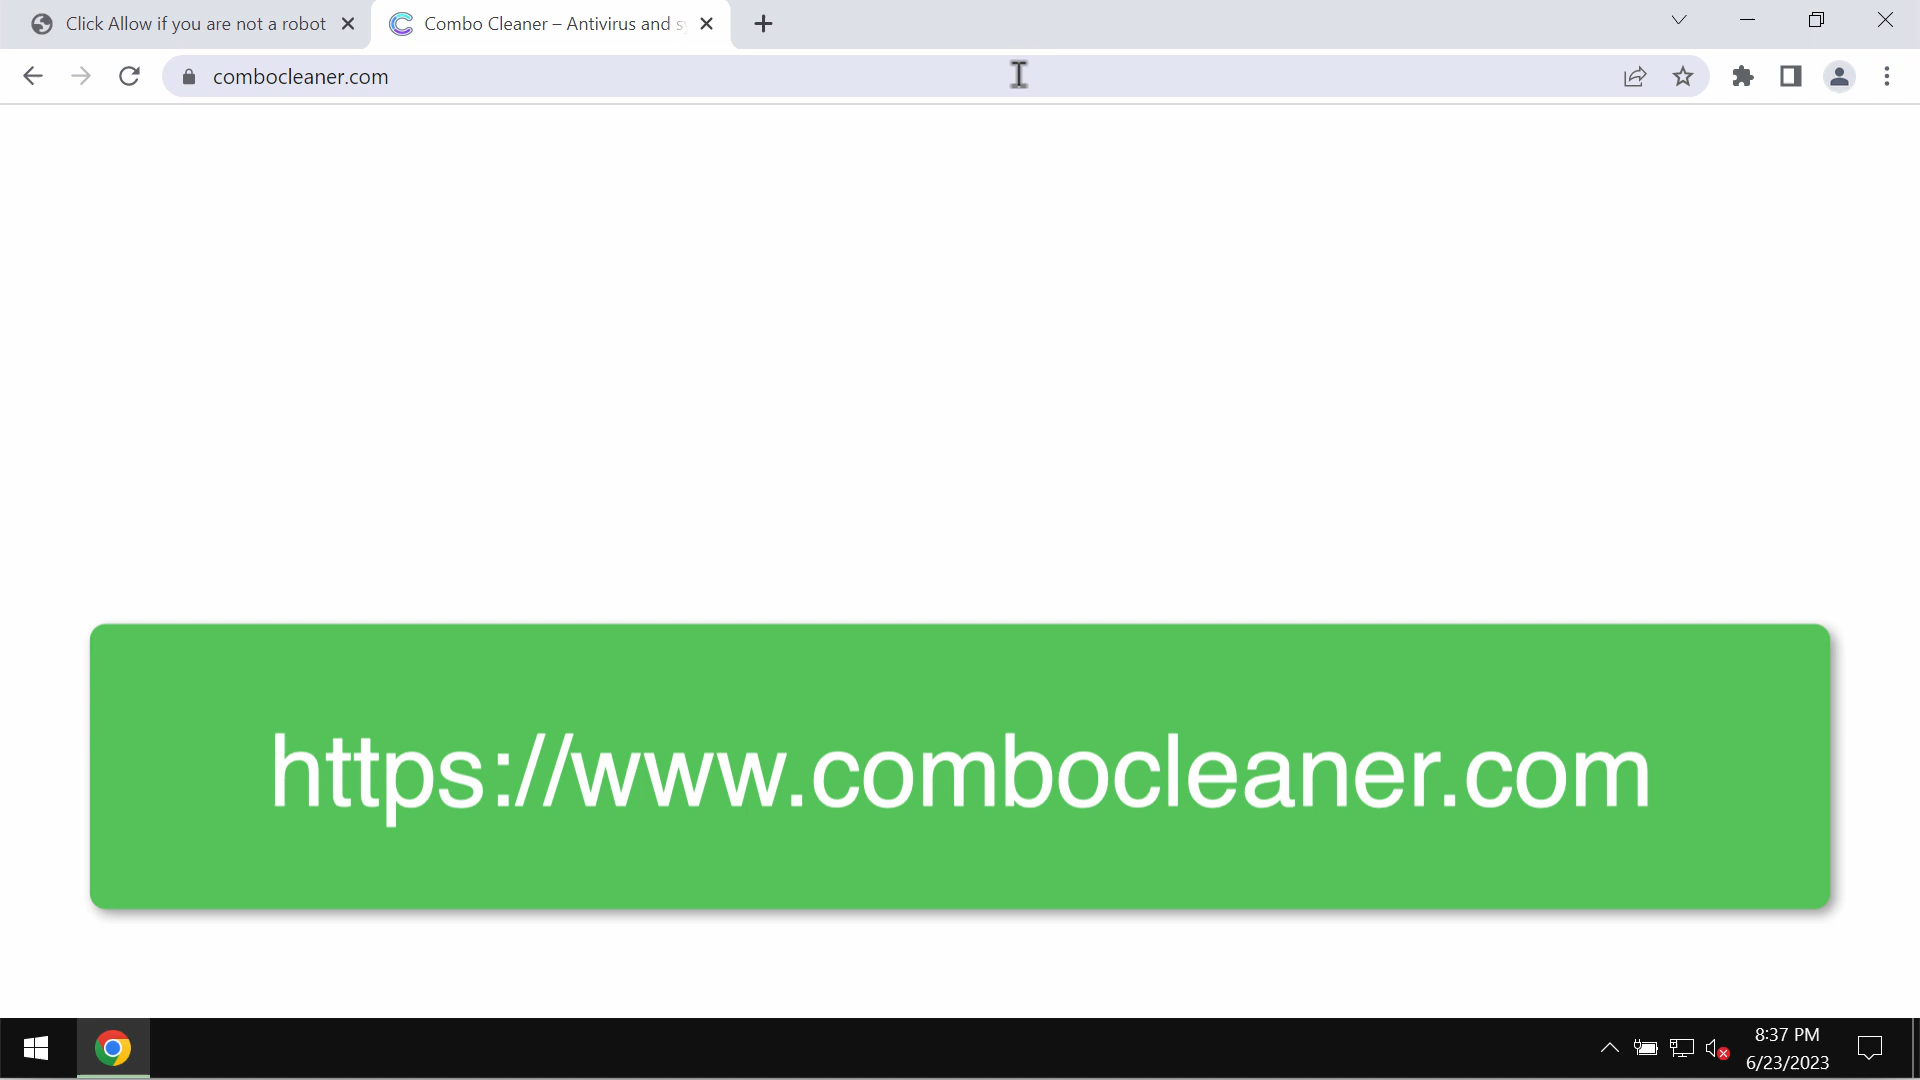 Click Allow if you are not a robot
Combo Cleaner – Antivirus and sy
combocleaner.com
https://www.combocleaner.com
8:37 PM
6/23/2023